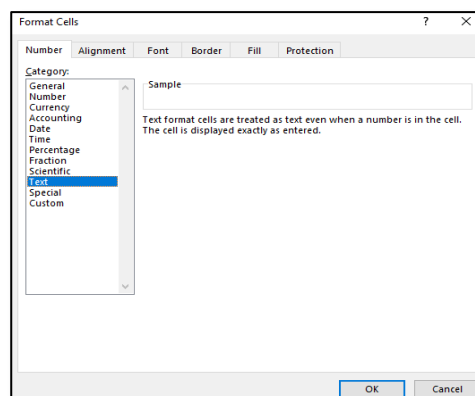 Format Cells ? X
Number Alignment Font Border Fill Protection
Category:
General
Number
Currency
Accounting
Date
Time
Percentage
Fraction
Scientific
Text
Special
Custom
Sample
Text format cells are treated as text even when a number is in the cell.
The cell is displayed exactly as entered.
OK Cancel